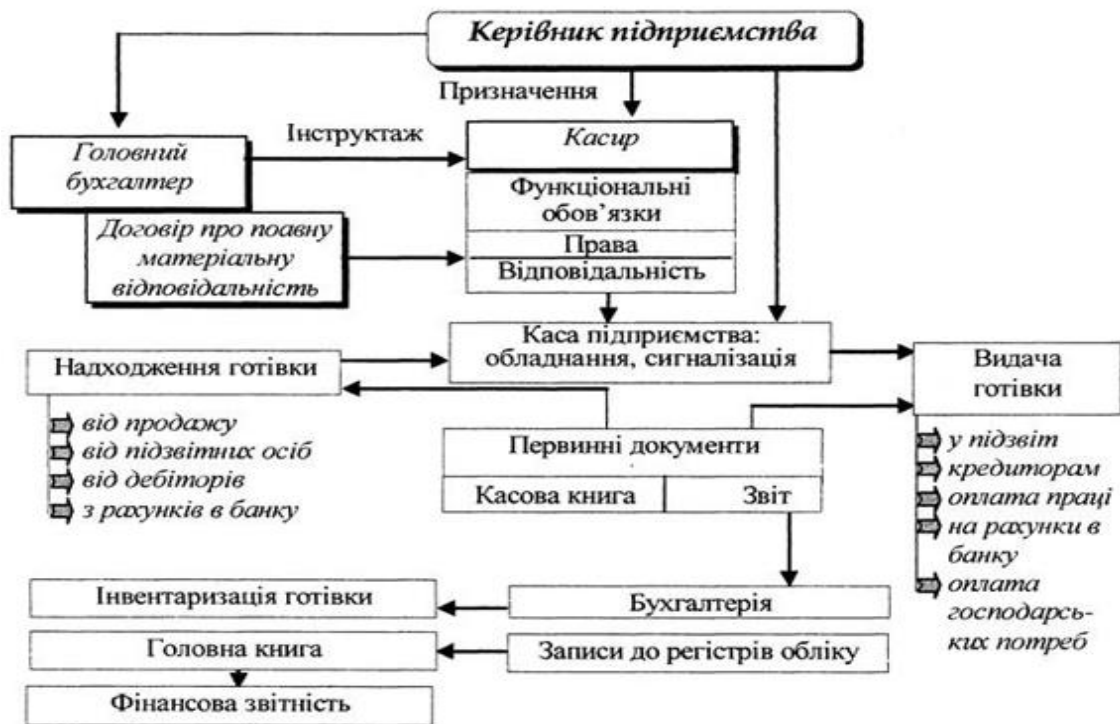 Керівник підприємства
Призначення
Інструктаж
Головний
бухгалтер
Касир
Функціональні
обов’язки
Права
Відповідальність
Договір про поавну
матеріальну
відповідальність
Каса підприємства:
обладнання, сигналізація
Надходження готівки
від продажу
від підзвітних осіб
від дебіторів
з рахунків в банку
Видача
готівки
у підзвіт
кредиторам
оплата праці
на рахунки в
банку
оплата
господарсь-
ких потреб
Первинні документи
Касова книга
Звіт
Інвентаризація готівки
Бухгалтерія
Головна книга
Записи до регістрів обліку
Фінансова звітність